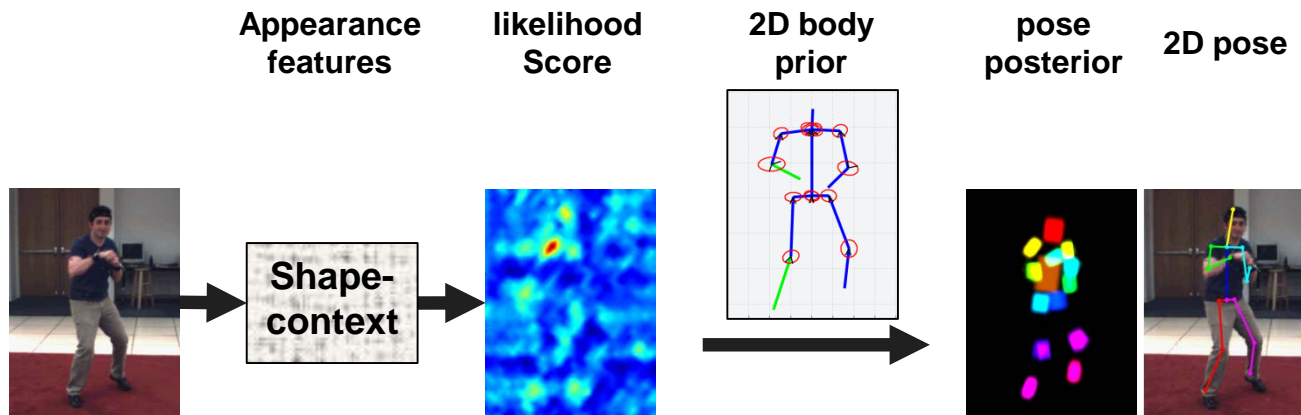 Appearance
features
likelihood
Score
2D body
prior
pose
posterior
2D pose
Shape-
context